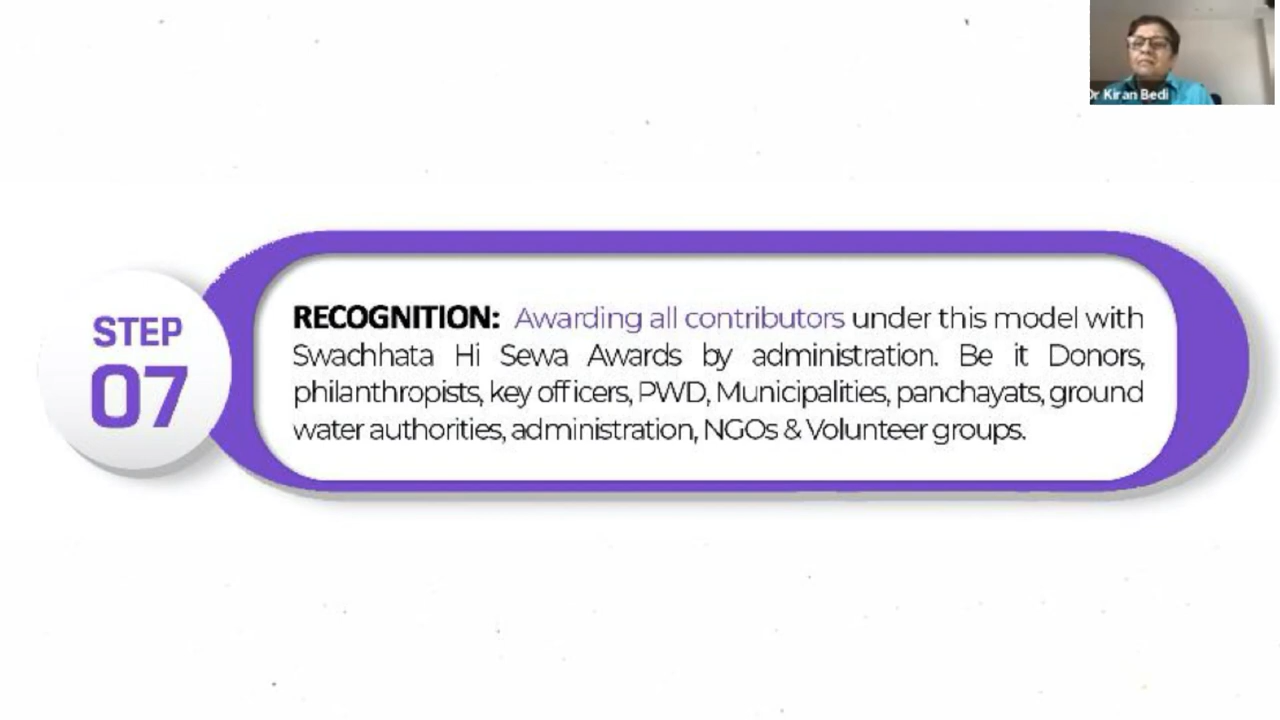 Dr Kiran Bedi
STEP
07
RECOGNITION: Awarding all contributors under this model with
Swachhata Hi Sewa Awards by administration. Be it Donors,
philanthropists, key officers, PWD, Municipalities, panchayats, ground
water authorities, administration, NGOs & Volunteer groups.